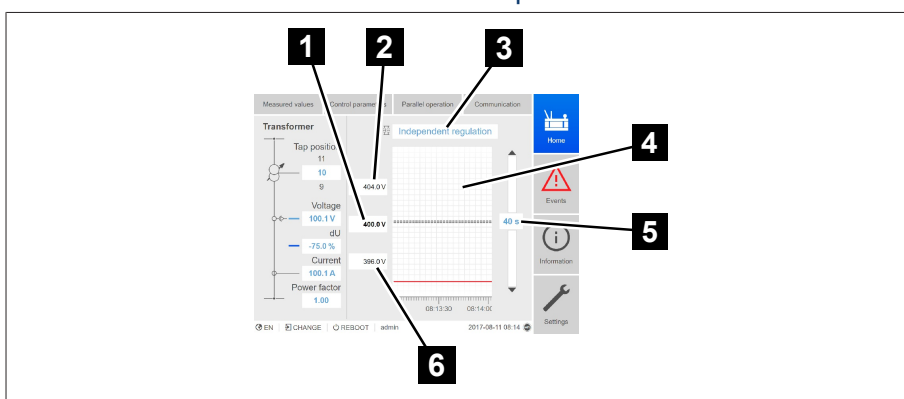 1 2 3
Measured values Control parameters Parallel operation Communication
Transformer
Independent regulation
Home
Tap position
11
10
9
404.0 V
4
Events
Voltage
100.1 V
400.0 V
40 s
5
dU
-75.0 %
Information
Current
396.0 V
100.1 A
Power factor
1.00
08:13:30 08:14:00
Settings
EN CHANGE REBOOT admin 2017-08-11 08:14
6